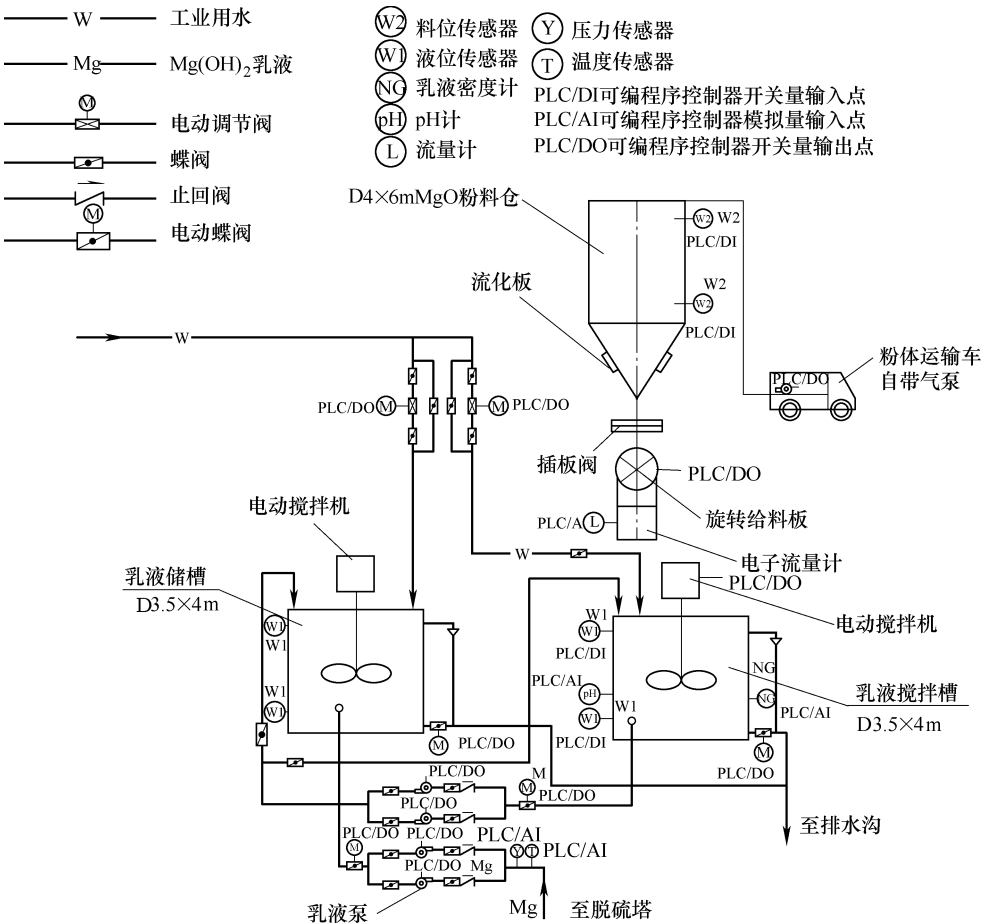 W 工业用水
Mg Mg(OH)₂乳液
M 电动调节阀
蝶阀
止回阀
M 电动蝶阀
W2 料位传感器
W1 液位传感器
NG 乳液密度计
pH pH计
L 流量计
Y 压力传感器
T 温度传感器
PLC/DI可编程序控制器开关量输入点
PLC/AI可编程序控制器模拟量输入点
PLC/DO可编程序控制器开关量输出点
D4×6mMgO粉料仓
W2 W2
PLC/DI
流化板
W2
W2
PLC/DI
W
粉体运输车
自带气泵
PLC/DO
PLC/DO M
M PLC/DO
插板阀
PLC/DO
旋转给料板
PLC/A L
电子流量计
W
电动搅拌机
PLC/DO
电动搅拌机
乳液储槽
D3.5×4m
W1
W1
W1
W1
W1
W1
PLC/DI
PLC/AI
pH
W1
W1
PLC/DI
NG
NG
PLC/AI
乳液搅拌槽
D3.5×4m
M PLC/DO
M
PLC/DO
PLC/DO
PLC/DO
M
M
PLC/DO
至排水沟
PLC/DO
M
PLC/DO
PLC/DO Mg
PLC/AI
Y T PLC/AI
乳液泵
Mg
至脱硫塔